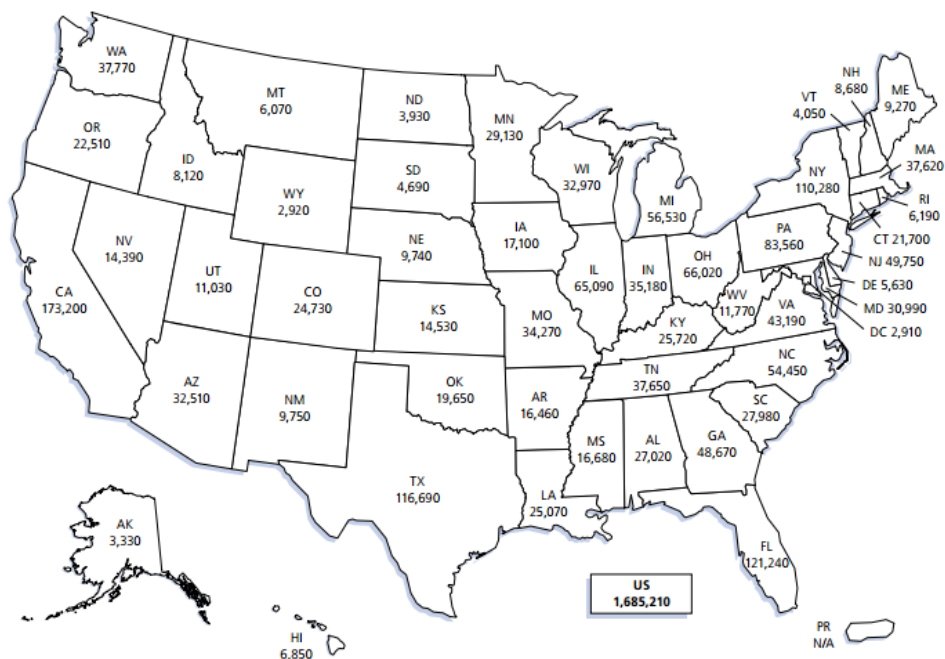 WA
37,770
MT
6,070
ND
3,930
MN
29,130
NH
8,680
VT
4,050
ME
9,270
OR
22,510
ID
8,120
SD
4,690
WI
32,970
MI
56,530
NY
110,280
MA
37,620
RI
6,190
WY
2,920
CT 21,700
NV
14,390
UT
11,030
NE
9,740
IA
17,100
PA
83,560
NJ 49,750
CA
173,200
CO
24,730
KS
14,530
MO
34,270
IL
65,090
IN
35,180
OH
66,020
WV
11,770
VA
43,190
DE 5,630
MD 30,990
DC 2,910
KY
25,720
NC
54,450
TN
37,650
AZ
32,510
NM
9,750
OK
19,650
AR
16,460
SC
27,980
MS
16,680
AL
27,020
GA
48,670
TX
116,690
LA
25,070
AK
3,330
FL
121,240
US
1,685,210
HI
6,850
PR
N/A